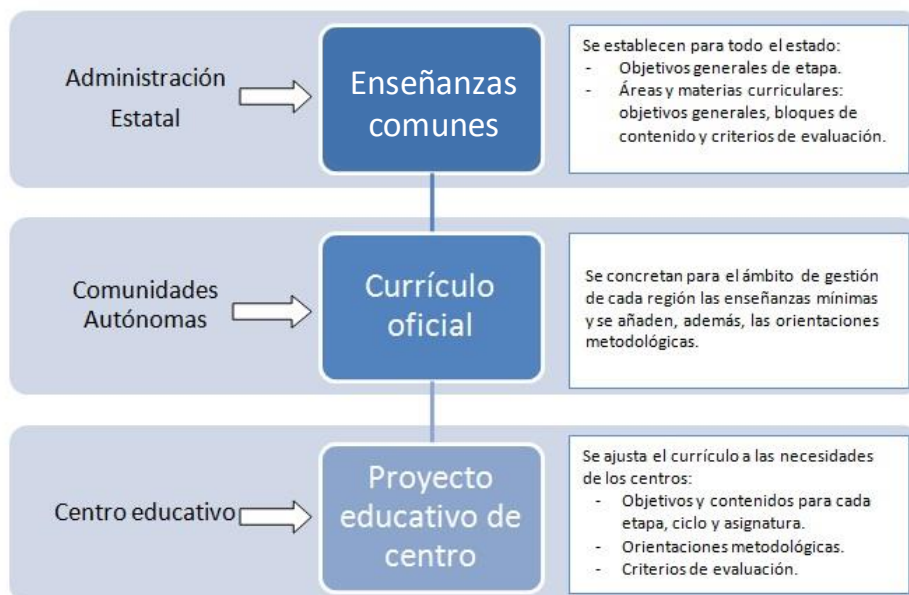 Administración
Estatal
Enseñanzas
comunes
Se establecen para todo el estado:
- Objetivos generales de etapa.
- Áreas y materias curriculares:
objetivos generales, bloques de
contenido y criterios de evaluación.
Comunidades
Autónomas
Currículo
oficial
Se concretan para el ámbito de gestión
de cada región las enseñanzas mínimas
y se añaden, además, las orientaciones
metodológicas.
Centro educativo
Proyecto
educativo de
centro
Se ajusta el currículo a las necesidades
de los centros:
- Objetivos y contenidos para cada
etapa, ciclo y asignatura.
- Orientaciones metodológicas.
- Criterios de evaluación.